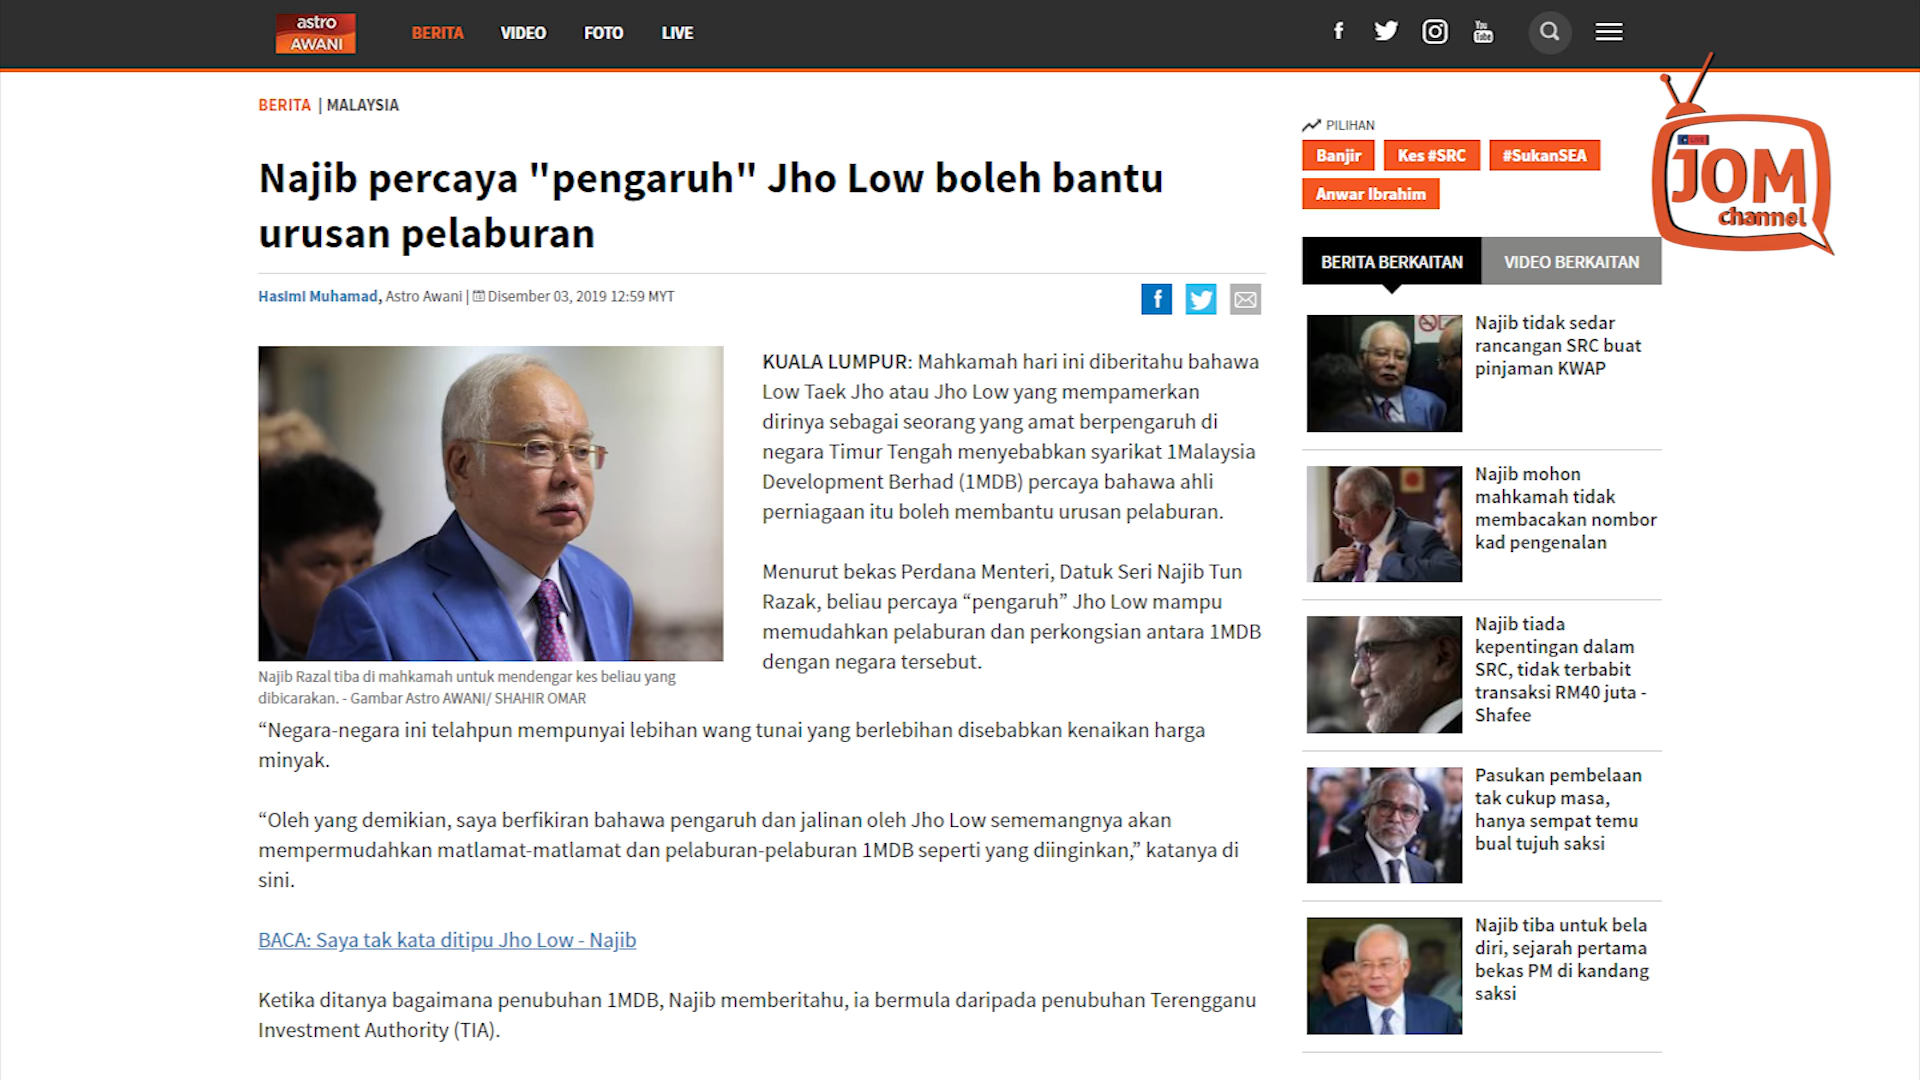 astro
AWANI
BERITA VIDEO FOTO LIVE
You
Tube
BERITA | MALAYSIA
Najib percaya "pengaruh" Jho Low boleh bantu
urusan pelaburan
Haslml Muhamad, Astro Awani | Disember 03, 2019 12:59 MYT
KUALA LUMPUR: Mahkamah hari ini diberitahu bahawa
Low Taek Jho atau Jho Low yang mempamerkan
dirinya sebagai seorang yang amat berpengaruh di
negara Timur Tengah menyebabkan syarikat 1Malaysia
Development Berhad (1MDB) percaya bahawa ahli
perniagaan itu boleh membantu urusan pelaburan.
Menurut bekas Perdana Menteri, Datuk Seri Najib Tun
Razak, beliau percaya “pengaruh” Jho Low mampu
memudahkan pelaburan dan perkongsian antara 1MDB
dengan negara tersebut.
Najib Razal tiba di mahkamah untuk mendengar kes beliau yang
dibicarakan. - Gambar Astro AWANI/ SHAHIR OMAR
“Negara-negara ini telahpun mempunyai lebihan wang tunai yang berlebihan disebabkan kenaikan harga
minyak.
“Oleh yang demikian, saya berfikiran bahawa pengaruh dan jalinan oleh Jho Low sememangnya akan
mempermudahkan matlamat-matlamat dan pelaburan-pelaburan 1MDB seperti yang diinginkan,” katanya di
sini.
BACA: Saya tak kata ditipu Jho Low - Najib
Ketika ditanya bagaimana penubuhan 1MDB, Najib memberitahu, ia bermula daripada penubuhan Terengganu
Investment Authority (TIA).
PILIHAN
Banjir Kes #SRC #SukanSEA
Anwar Ibrahim
LIVE
JOM
channel
BERITA BERKAITAN VIDEO BERKAITAN
Najib tidak sedar
rancangan SRC buat
pinjaman KWAP
Najib mohon
mahkamah tidak
membacakan nombor
kad pengenalan
Najib tiada
kepentingan dalam
SRC, tidak terbabit
transaksi RM40 juta -
Shafee
Pasukan pembelaan
tak cukup masa,
hanya sempat temu
bual tujuh saksi
Najib tiba untuk bela
diri, sejarah pertama
bekas PM di kandang
saksi